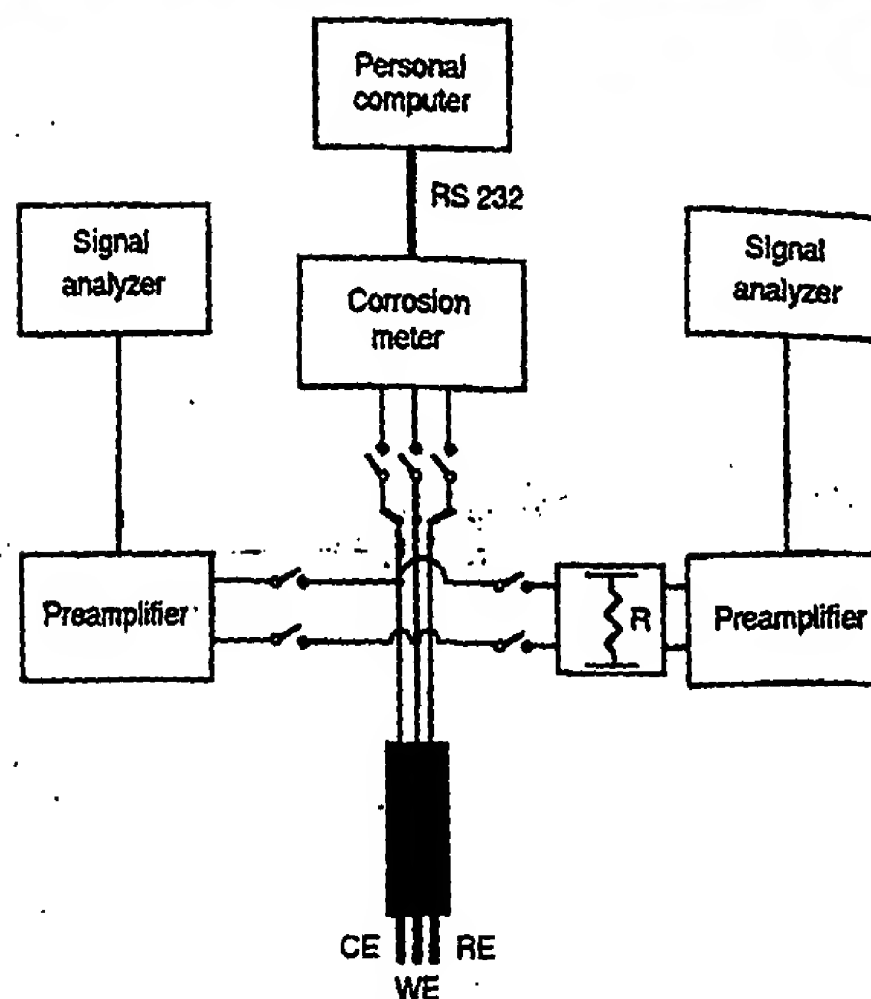 Personal
computer
RS 232
Signal
analyzer
Signal
analyzer
Corrosion
meter
Preamplifier
R
Preamplifier
CE
RE
WE